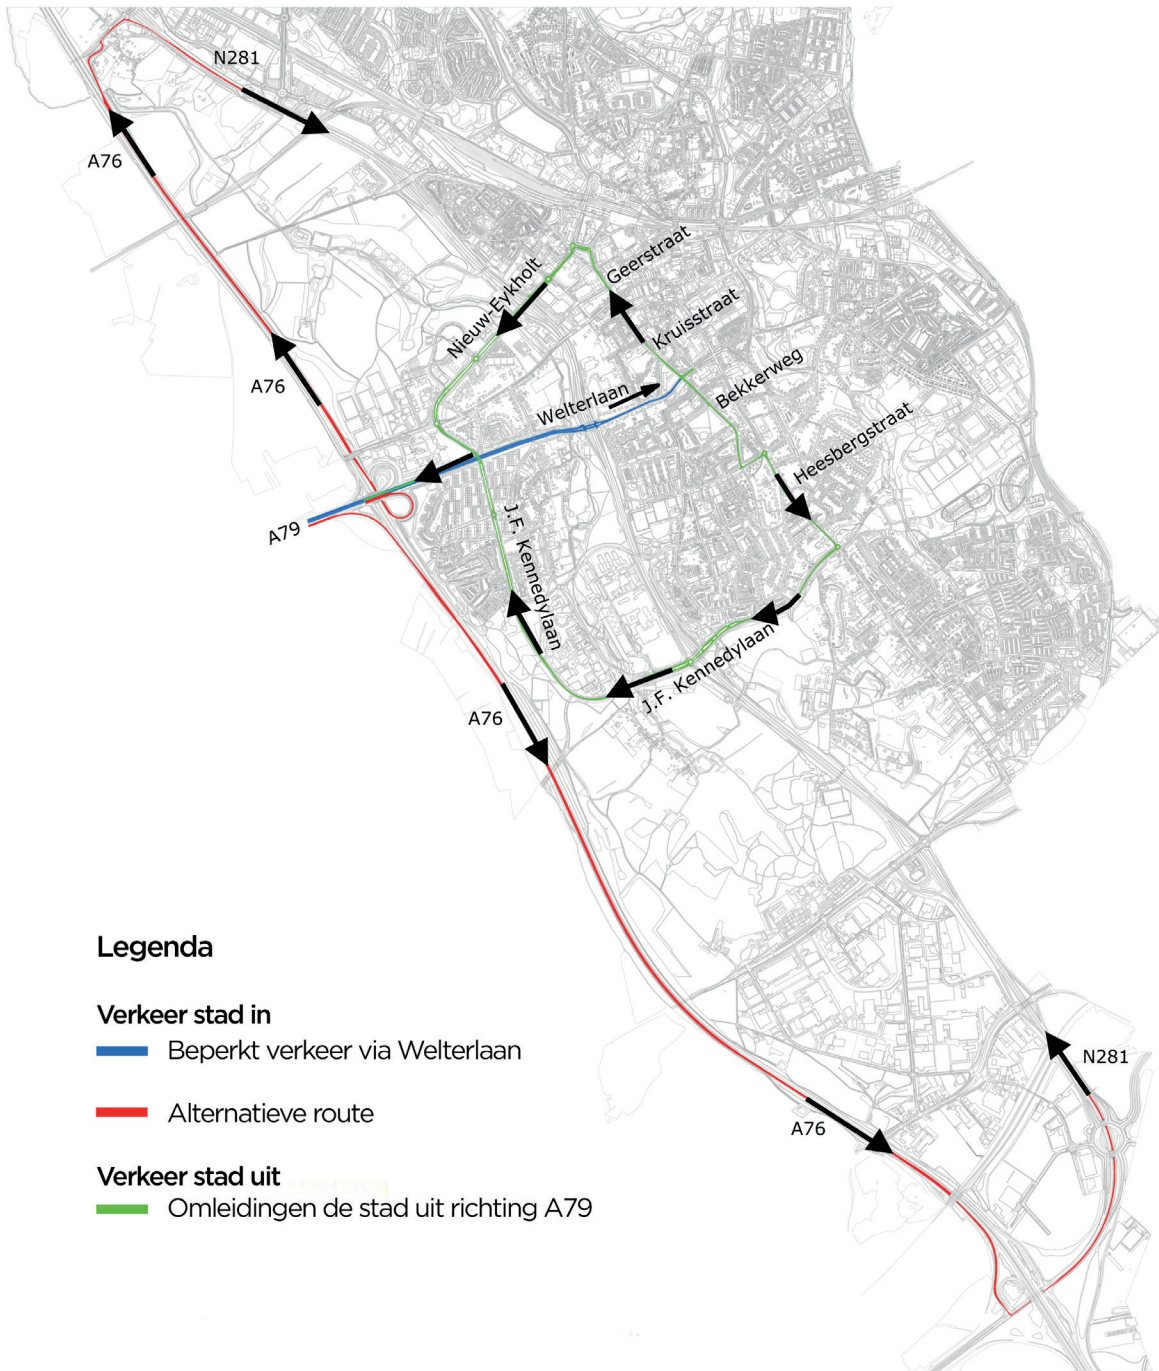 N281
A76
Geerstraat
Nieuw-Eykholt
Kruisstraat
A76
Bekkerweg
Welterlaan
Heesbergstraat
A79
J.F. Kennedylaan
J.F. Kennedylaan
A76
Legenda
Verkeer stad in
Beperkt verkeer via Welterlaan
N281
Alternatieve route
A76
Verkeer stad uit
Omleidingen de stad uit richting A79